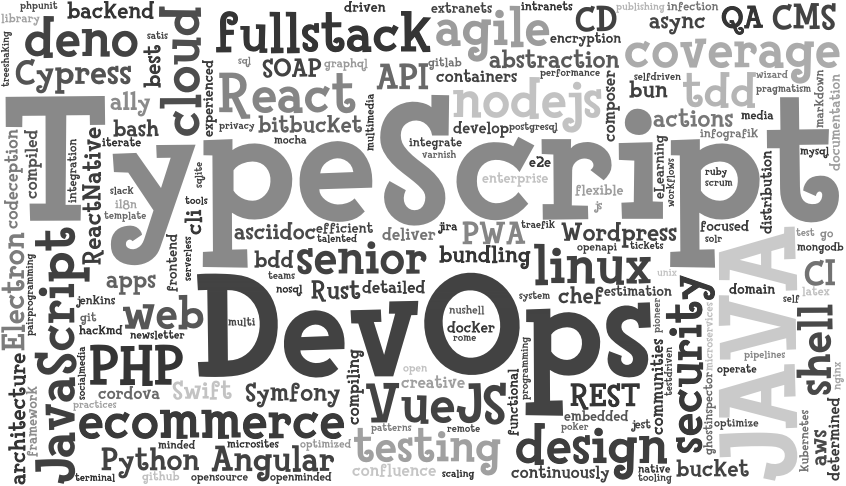 phpunit
backend
driven
extranets
intranets
CD
publishing
infection
async
QA
CMS
library
deno
satis
fullstack
agile
encryption
coverage
treeshaking
Cypress
best
cloud
sql
SOAP
graphql
API
gitlab
containers
abstraction
performance
selfdriven
wizard
pragmatism
markdown
documentation
ally
experienced
React
multimedia
nodejs
composer
bun
tdd
bash
privacy
bitbucket
develop
postgresql
actions
media
infografik
TypeScript
codeception
compiled
integration
ReactNative
iterate
mocha
integrate
varnish
e2e
enterprise
eLearning
workflows
ruby
scrum
distribution
mysql
slack
i18n
template
sqlite
tools
cli
flexible
js
asciidoc
efficient
talented
deliver
jira
PWA
traefik
Wordpress
openapi
tickets
focused
solr
test
go
mongodb
Electron
pairprogramming
JavaScript
frontend
serverless
bdd
senior
teams
bundling
linux
unix
JAVA
CI
latex
apps
nosql
Rust
detailed
system
chef
estimation
domain
self
jenkins
git
hackmd
web
newsletter
DevOps
multi
nushell
docker
rome
pioneer
security
microservices
shell
PHP
socialmedia
cordova
practices
Swift
Symfony
compiling
open
creative
VueJS
functional
programming
REST
embedded
poker
communities
testdriven
pipelines
operate
nginx
architecture
framework
ecommerce
patterns
remote
jest
ghostinspector
optimize
Kubernetes
aws
determined
minded
microsites
optimized
testing
design
Python
Angular
confluence
scaling
continuously
native
tooling
bucket
terminal
github
opensource
openminded